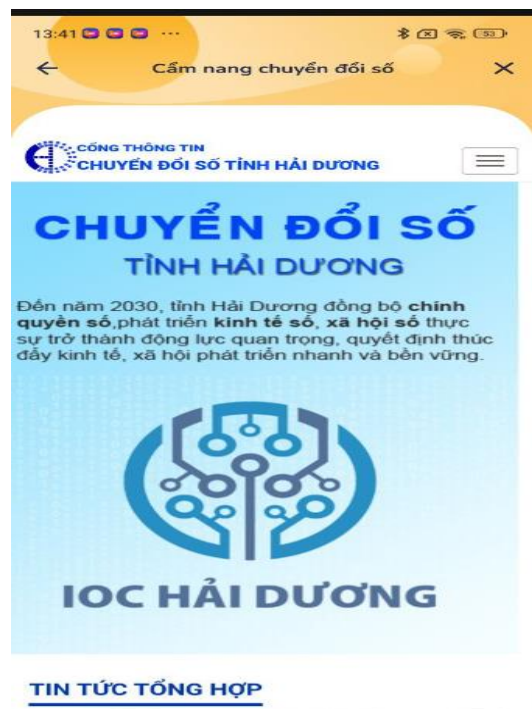 13:41
53
Cẩm nang chuyển đổi số
CỔNG THÔNG TIN
CHUYỂN ĐỔI SỐ TỈNH HẢI DƯƠNG
CHUYỂN ĐỔI SỐ
TỈNH HẢI DƯƠNG
Đến năm 2030, tỉnh Hải Dương đồng bộ chính
quyền số,phát triển kinh tế số, xã hội số thực
sự trở thành động lực quan trọng, quyết định thúc
đẩy kinh tế, xã hội phát triển nhanh và bền vững.
IOC HẢI DƯƠNG
TIN TỨC TỔNG HỢP